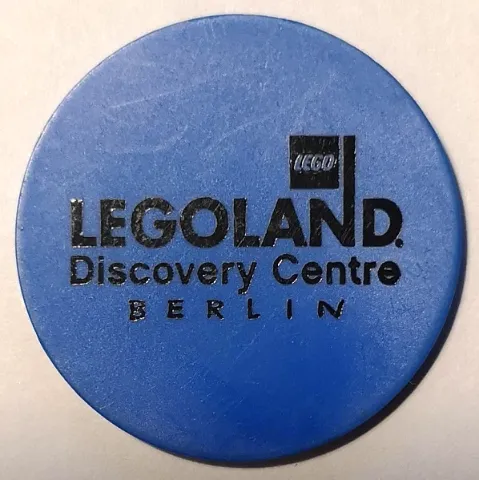 LEGO
LEGOLAND.
Discovery Centre
BERLIN